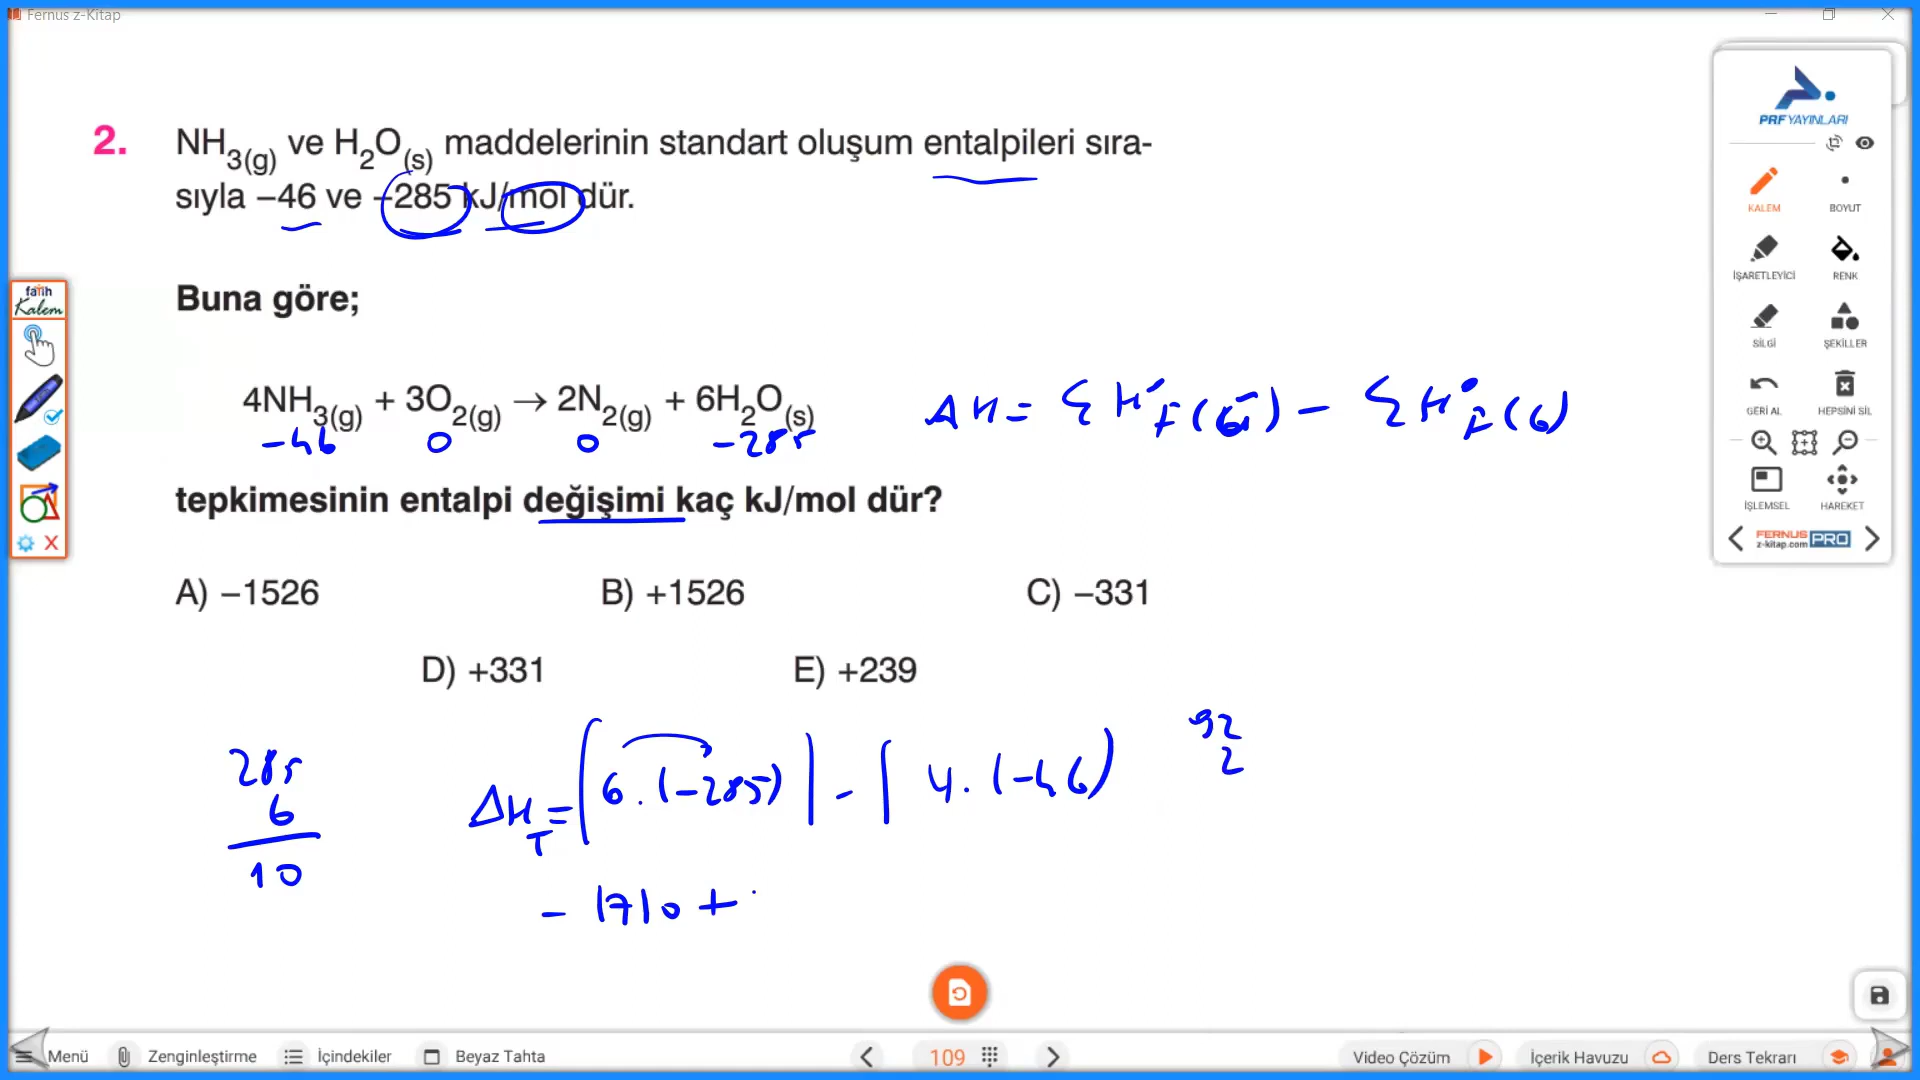 Fernus z-Kitap
2. NH3(g) ve H2O(s) maddelerinin standart oluşum entalpileri sıra-
sıyla −46 ve −285 kJ/mol dür.
Buna göre;
4NH3(g) + 3O2(g) → 2N2(g) + 6H2O(s)
-46 0 0 -285
ΔH = Σ H°F(ür) − Σ H°F(G)
tepkimesinin entalpi değişimi kaç kJ/mol dür?
A) −1526 B) +1526 C) −331
D) +331 E) +239
285
6
10
ΔHT = [6.(-285)] - [4.(-46)
92
2
- 1710 +
fatih
Kalem
PRF YAYINLARI
KALEM BOYUT
İŞARETLEYİCİ RENK
SİLGİ ŞEKİLLER
GERİ AL HEPSİNİ SİL
İŞLEMSEL HAREKET
FERNUS
z-kitap.com PRO
Menü Zenginleştirme İçindekiler Beyaz Tahta 109 Video Çözüm İçerik Havuzu Ders Tekrarı